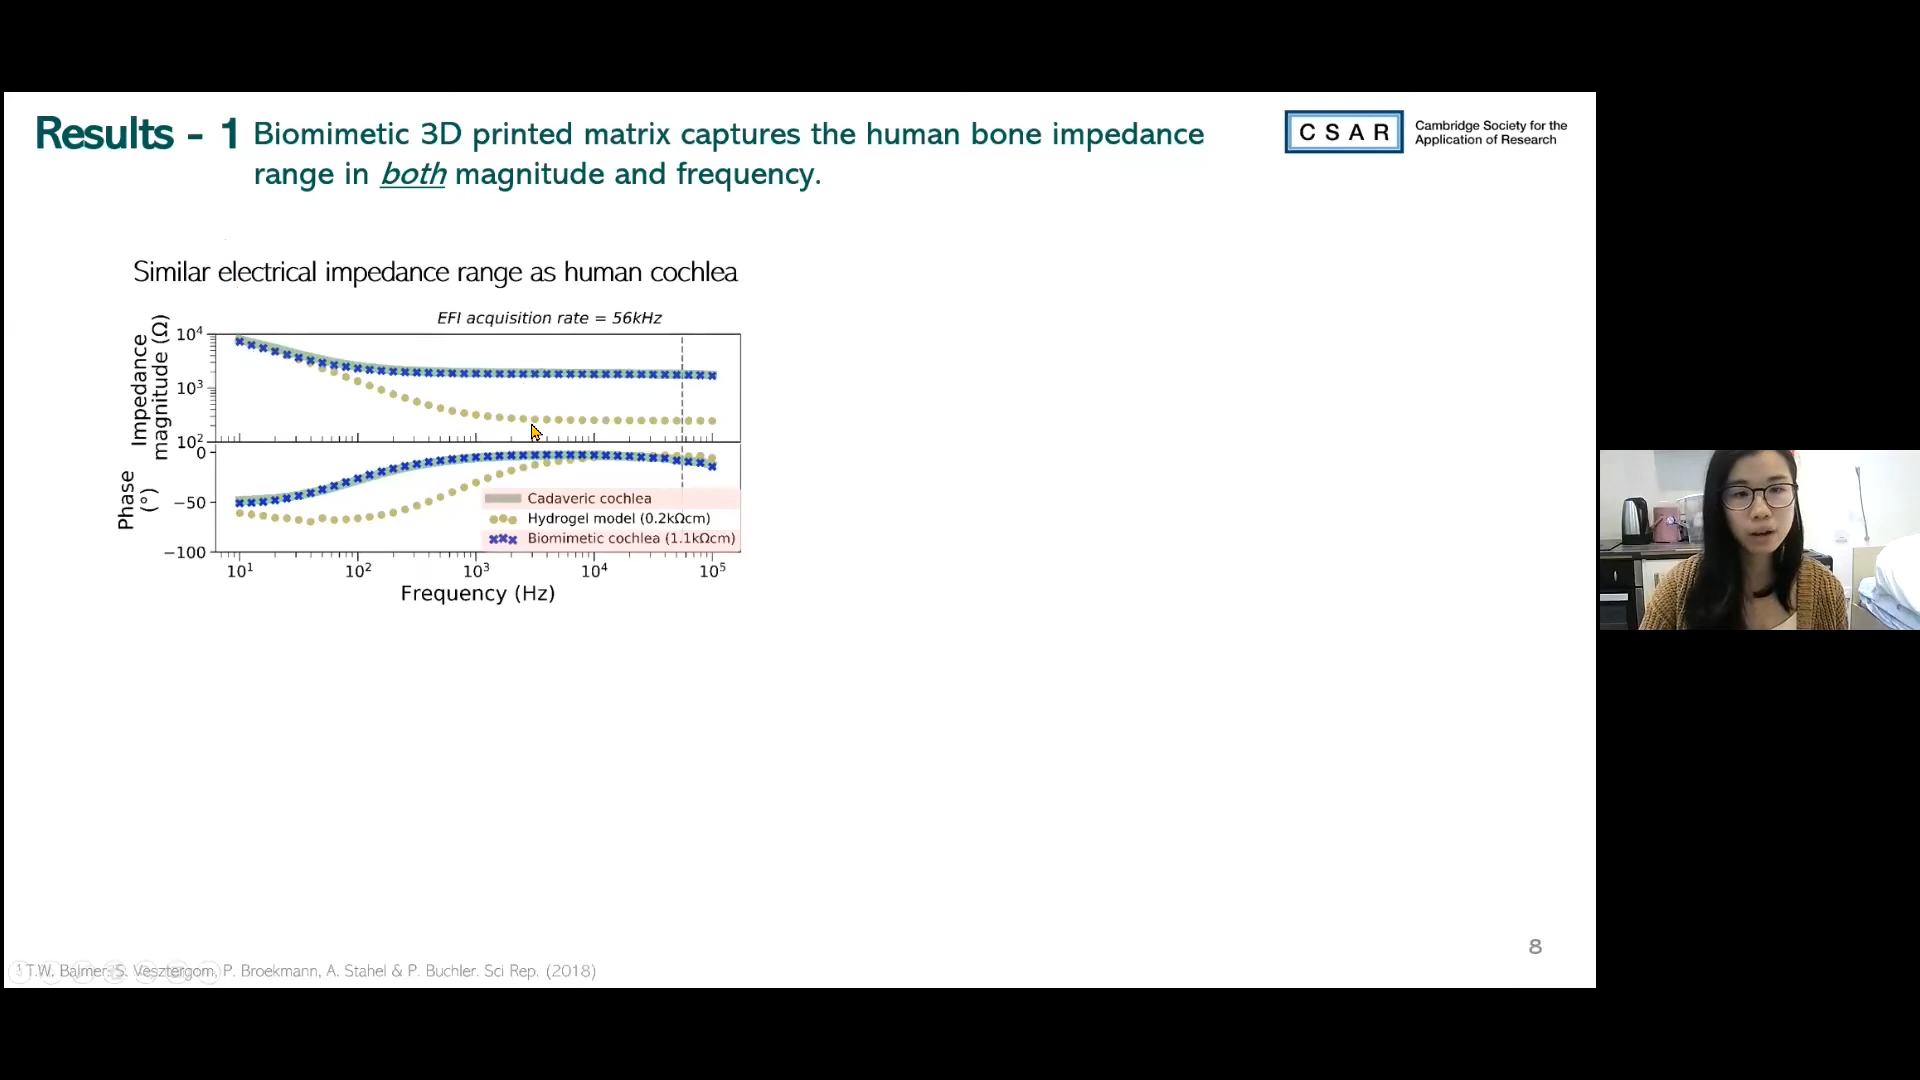 Results - 1 Biomimetic 3D printed matrix captures the human bone impedance
range in both magnitude and frequency.
C S A R
Cambridge Society for the
Application of Research
Similar electrical impedance range as human cochlea
EFI acquisition rate = 56kHz
Impedance
magnitude (Ω)
10⁴
10³
10²
Phase
(°)
0
−50
−100
Cadaveric cochlea
Hydrogel model (0.2kΩcm)
Biomimetic cochlea (1.1kΩcm)
10¹ 10² 10³ 10⁴ 10⁵
Frequency (Hz)
8
¹ T.W. Balmer, S. Vesztergom, P. Broekmann, A. Stahel & P. Buchler. Sci Rep. (2018)